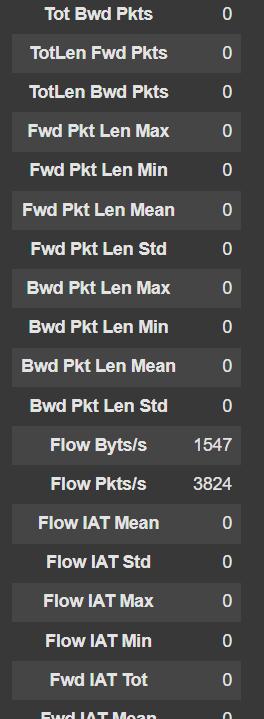 Tot Bwd Pkts 0
TotLen Fwd Pkts 0
TotLen Bwd Pkts 0
Fwd Pkt Len Max 0
Fwd Pkt Len Min 0
Fwd Pkt Len Mean 0
Fwd Pkt Len Std 0
Bwd Pkt Len Max 0
Bwd Pkt Len Min 0
Bwd Pkt Len Mean 0
Bwd Pkt Len Std 0
Flow Byts/s 1547
Flow Pkts/s 3824
Flow IAT Mean 0
Flow IAT Std 0
Flow IAT Max 0
Flow IAT Min 0
Fwd IAT Tot 0
Fwd IAT Mean 0